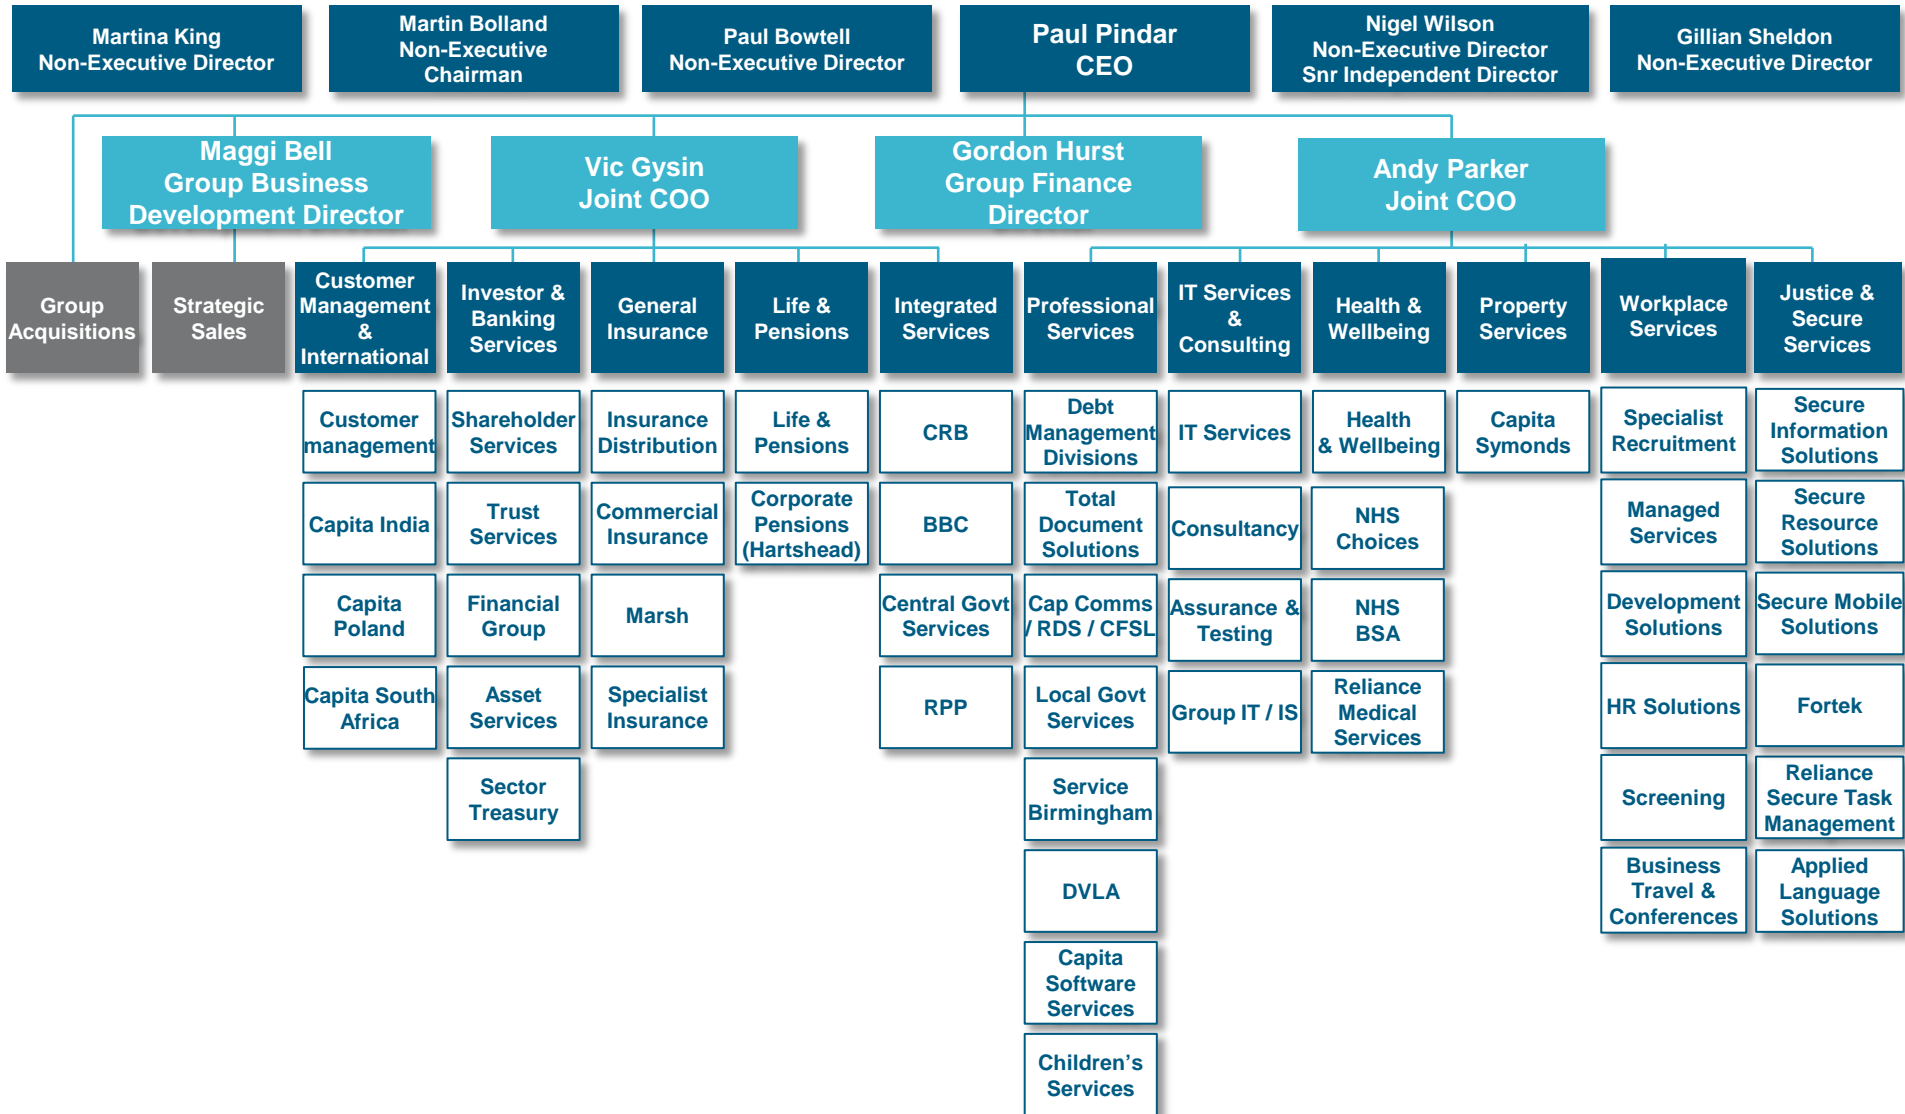 Martina King
Non-Executive Director
Martin Bolland
Non-Executive
Chairman
Paul Bowtell
Non-Executive Director
Paul Pindar
CEO
Nigel Wilson
Non-Executive Director
Snr Independent Director
Gillian Sheldon
Non-Executive Director
Maggi Bell
Group Business
Development Director
Vic Gysin
Joint COO
Gordon Hurst
Group Finance
Director
Andy Parker
Joint COO
Group
Acquisitions
Strategic
Sales
Customer
Management
&
International
Investor &
Banking
Services
General
Insurance
Life &
Pensions
Integrated
Services
Professional
Services
IT Services
&
Consulting
Health &
Wellbeing
Property
Services
Workplace
Services
Justice &
Secure
Services
Customer
management
Capita India
Capita
Poland
Capita South
Africa
Shareholder
Services
Trust
Services
Financial
Group
Asset
Services
Sector
Treasury
Insurance
Distribution
Commercial
Insurance
Marsh
Specialist
Insurance
Life &
Pensions
Corporate
Pensions
(Hartshead)
CRB
BBC
Central Govt
Services
RPP
Debt
Management
Divisions
Total
Document
Solutions
Cap Comms
/ RDS / CFSL
Local Govt
Services
Service
Birmingham
DVLA
Capita
Software
Services
Children’s
Services
IT Services
Consultancy
Assurance &
Testing
Group IT / IS
Health
& Wellbeing
NHS
Choices
NHS
BSA
Reliance
Medical
Services
Capita
Symonds
Specialist
Recruitment
Managed
Services
Development
Solutions
HR Solutions
Screening
Business
Travel &
Conferences
Secure
Information
Solutions
Secure
Resource
Solutions
Secure Mobile
Solutions
Fortek
Reliance
Secure Task
Management
Applied
Language
Solutions